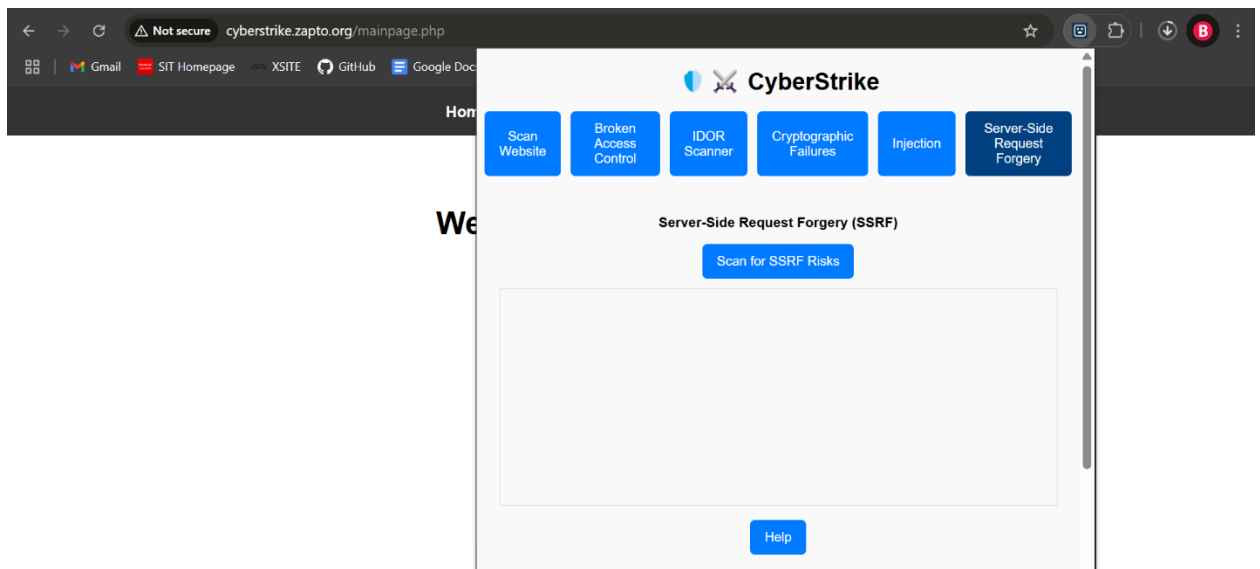 Not secure cyberstrike.zapto.org/mainpage.php
B
Gmail SIT Homepage XSITE GitHub Google Doc
Hom
CyberStrike
Scan
Website
Broken
Access
Control
IDOR
Scanner
Cryptographic
Failures
Injection
Server-Side
Request
Forgery
We
Server-Side Request Forgery (SSRF)
Scan for SSRF Risks
Help